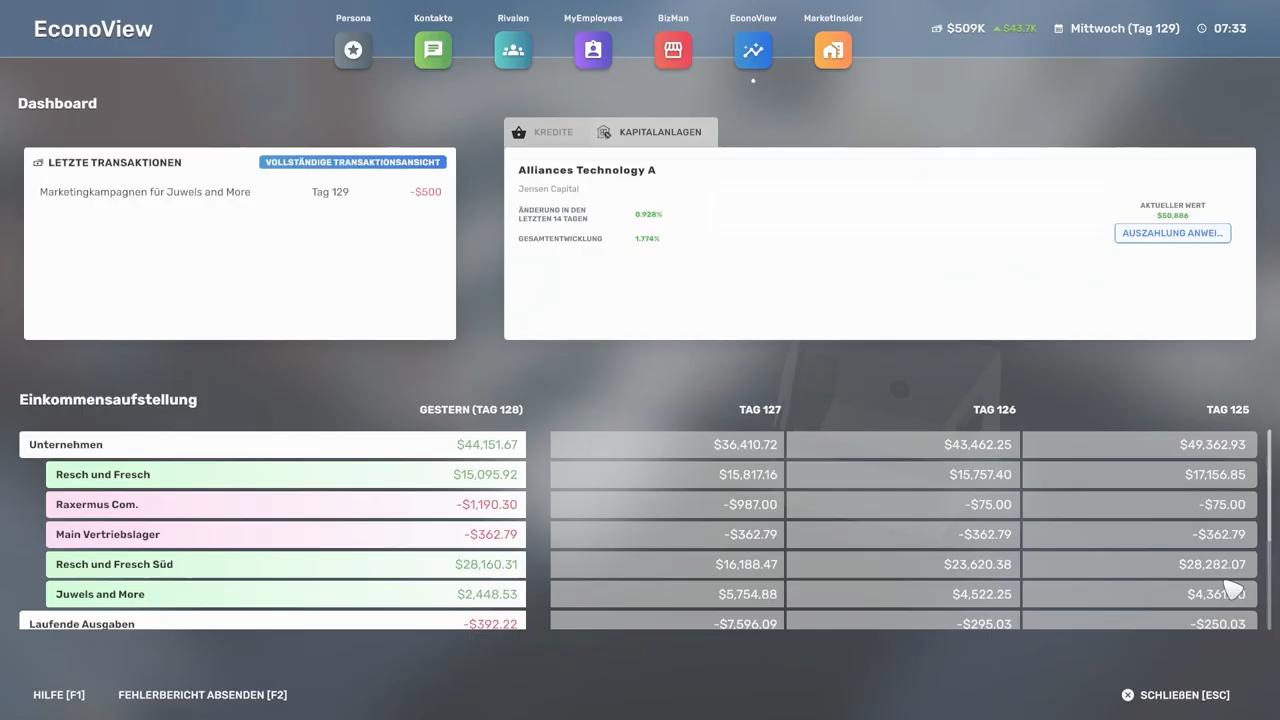 EconoView
Persona
Kontakte
Rivalen
MyEmployees
BizMan
EconoView
MarketInsider
$509K
$43.7K
Mittwoch (Tag 129)
07:33
Dashboard
LETZTE TRANSAKTIONEN
VOLLSTÄNDIGE TRANSAKTIONSANSICHT
Marketingkampagnen für Juwels and More Tag 129 -$500
KREDITE
KAPITALANLAGEN
Alliances Technology A
Jensen Capital
ÄNDERUNG IN DEN
LETZTEN 14 TAGEN
0.928%
GESAMTENTWICKLUNG 1.774%
AKTUELLER WERT
$50,886
AUSZAHLUNG ANWEI...
Einkommensaufstellung
GESTERN (TAG 128) TAG 127 TAG 126 TAG 125
Unternehmen $44,151.67 $36,410.72 $43,462.25 $49,362.93
Resch und Fresch $15,095.92 $15,817.16 $15,757.40 $17,156.85
Raxermus Com. -$1,190.30 -$987.00 -$75.00 -$75.00
Main Vertriebslager -$362.79 -$362.79 -$362.79 -$362.79
Resch und Fresch Süd $28,160.31 $16,188.47 $23,620.38 $28,282.07
Juwels and More $2,448.53 $5,754.88 $4,522.25
Laufende Ausgaben -$392.22 -$7,596.09 -$295.03 -$250.03
HILFE [F1]
FEHLERBERICHT ABSENDEN [F2]
SCHLIEßEN [ESC]